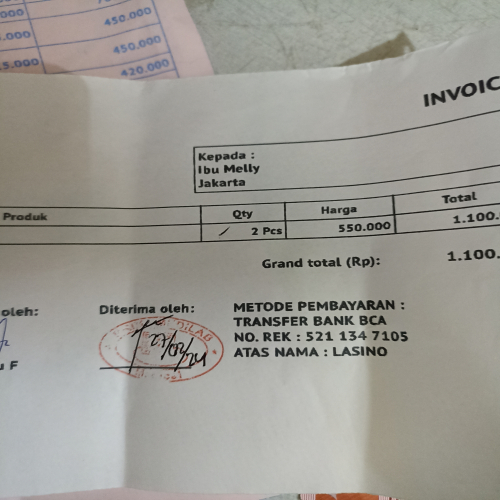 000
450.000
.000
450.000
5.000
420.000
INVOIC
Kepada :
Ibu Melly
Jakarta
Produk Qty Harga Total
2 Pcs 550.000 1.100.
Grand total (Rp): 1.100.
oleh: Diterima oleh:
27/02/24
u F
METODE PEMBAYARAN :
TRANSFER BANK BCA
NO. REK : 521 134 7105
ATAS NAMA : LASINO